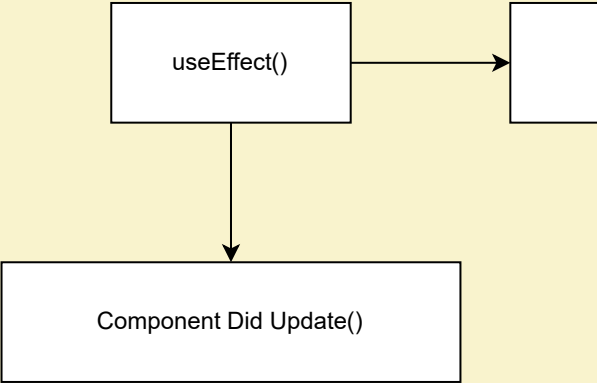 useEffect()
Component Did Update()